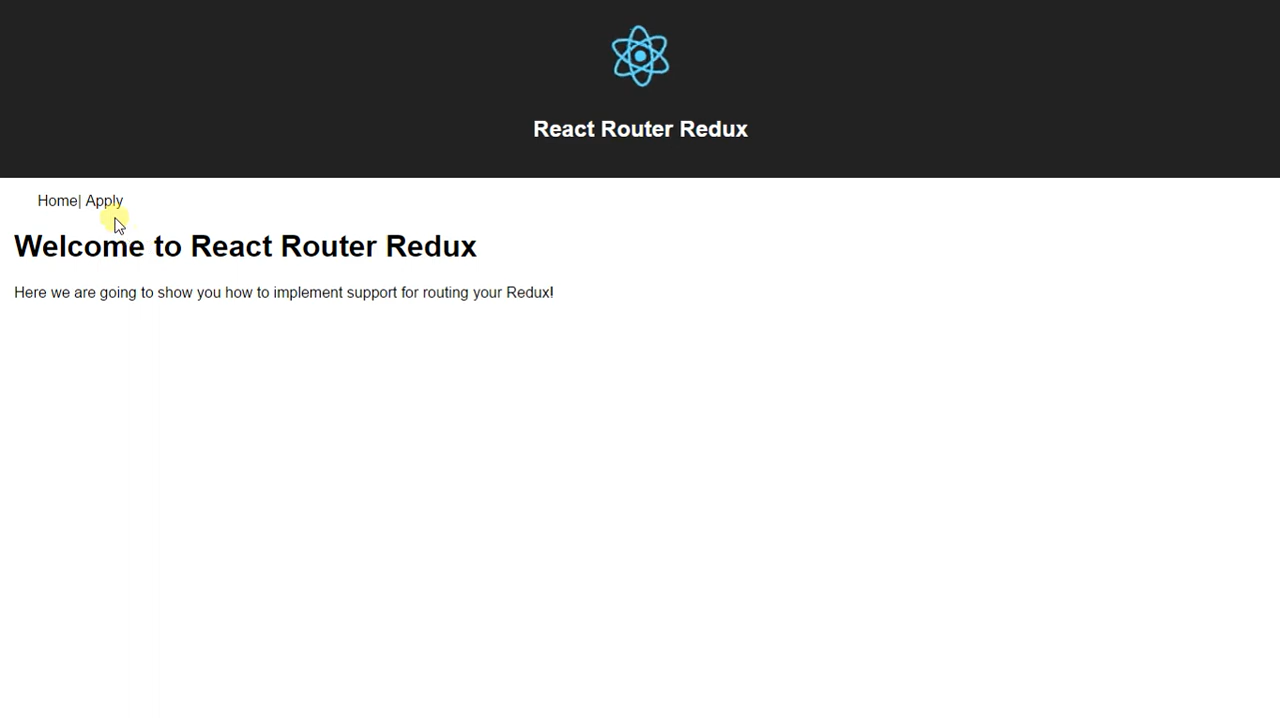 React Router Redux
Home| Apply
Welcome to React Router Redux
Here we are going to show you how to implement support for routing your Redux!